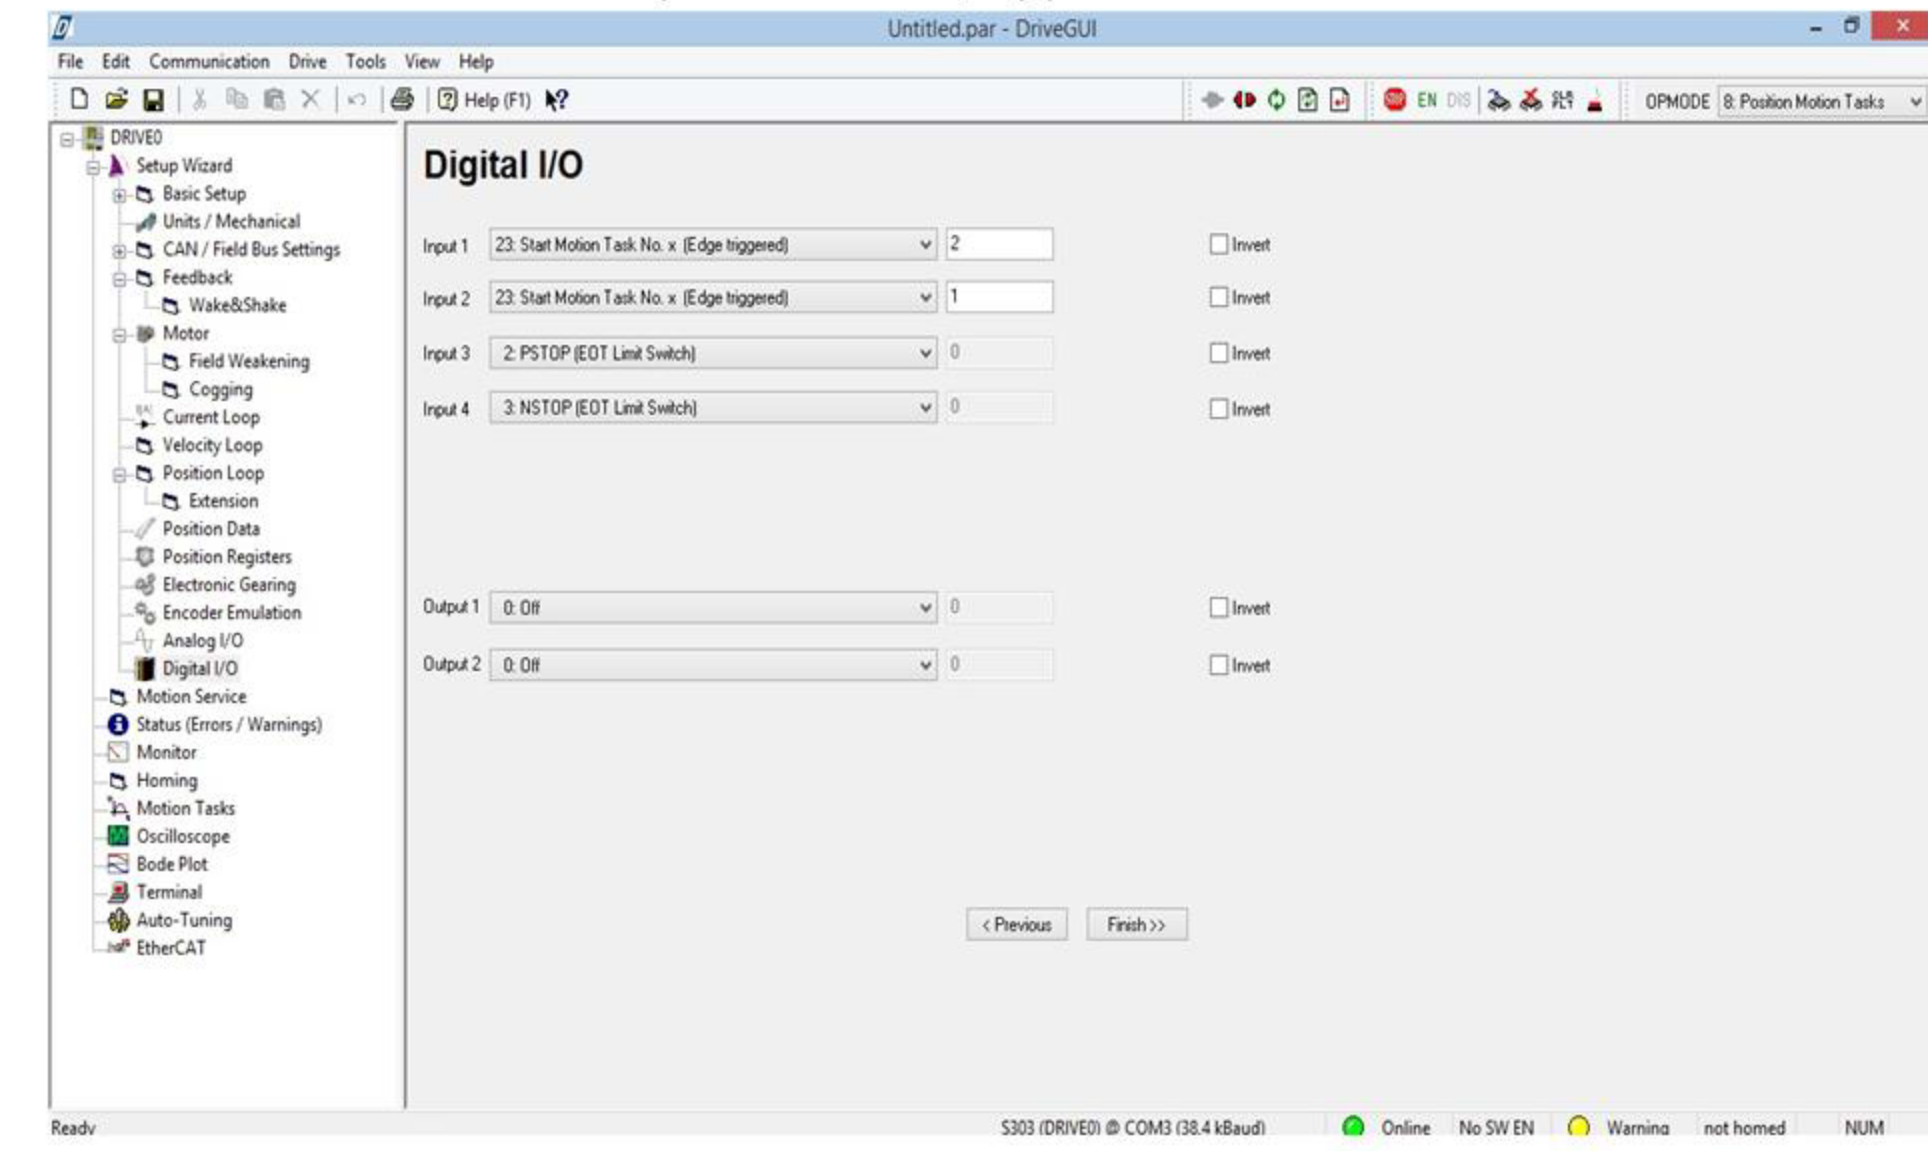 Untitled.par - DriveGUI
File Edit Communication Drive Tools View Help
Help (F1) EN DIS OPMODE 8: Position Motion Tasks
DRIVE0
Setup Wizard
Basic Setup
Units / Mechanical
CAN / Field Bus Settings
Feedback
Wake&Shake
Motor
Field Weakening
Cogging
Current Loop
Velocity Loop
Position Loop
Extension
Position Data
Position Registers
Electronic Gearing
Encoder Emulation
Analog I/O
Digital I/O
Motion Service
Status (Errors / Warnings)
Monitor
Homing
Motion Tasks
Oscilloscope
Bode Plot
Terminal
Auto-Tuning
EtherCAT
Digital I/O
Input 1 23: Start Motion Task No. x (Edge triggered) 2 Invert
Input 2 23: Start Motion Task No. x (Edge triggered) 1 Invert
Input 3 2: PSTOP (EOT Limit Switch) 0 Invert
Input 4 3: NSTOP (EOT Limit Switch) 0 Invert
Output 1 0: Off 0 Invert
Output 2 0: Off 0 Invert
< Previous Finish >>
Ready S303 (DRIVE0) @ COM3 (38.4 kBaud) Online No SW EN Warning not homed NUM